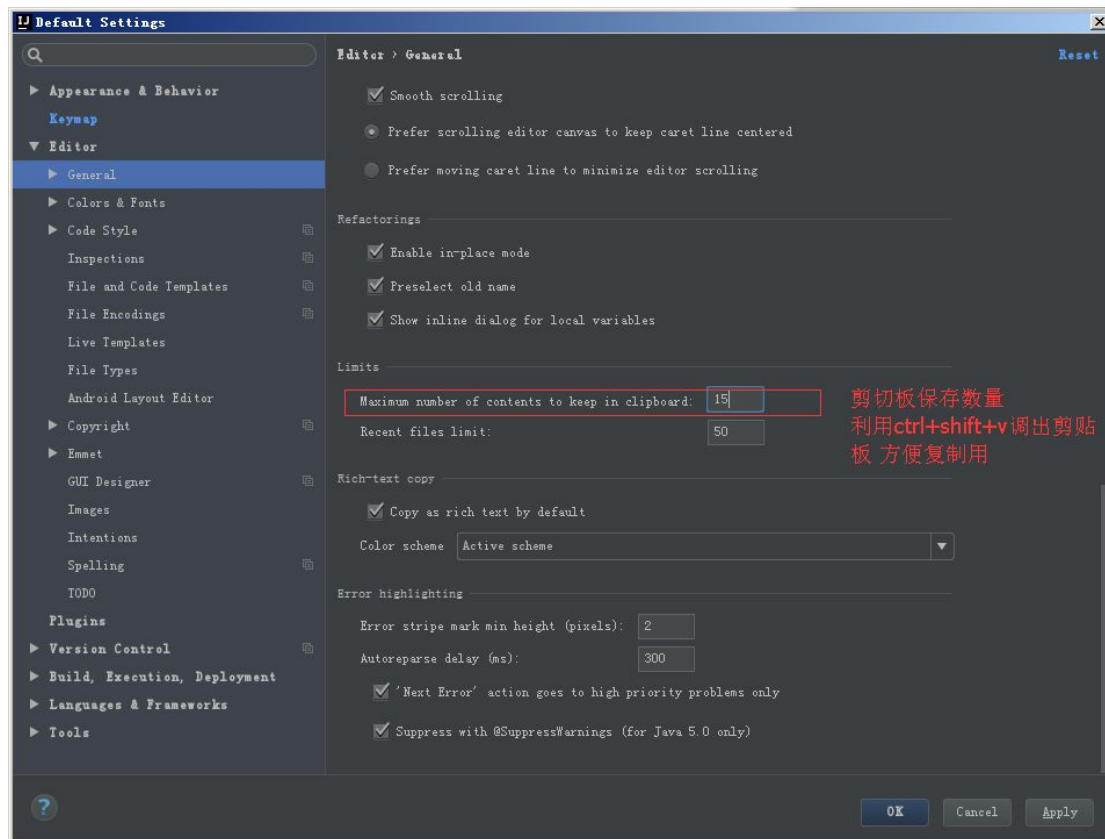 Default Settings
Editor › General
Reset
Appearance & Behavior
Keymap
Editor
General
Colors & Fonts
Code Style
Inspections
File and Code Templates
File Encodings
Live Templates
File Types
Android Layout Editor
Copyright
Emmet
GUI Designer
Images
Intentions
Spelling
TODO
Plugins
Version Control
Build, Execution, Deployment
Languages & Frameworks
Tools
Smooth scrolling
Prefer scrolling editor canvas to keep caret line centered
Prefer moving caret line to minimize editor scrolling
Refactorings
Enable in-place mode
Preselect old name
Show inline dialog for local variables
Limits
Maximum number of contents to keep in clipboard: 15
Recent files limit: 50
剪切板保存数量
利用ctrl+shift+v调出剪贴
板 方便复制用
Rich-text copy
Copy as rich text by default
Color scheme Active scheme
Error highlighting
Error stripe mark min height (pixels): 2
Autoreparse delay (ms): 300
'Next Error' action goes to high priority problems only
Suppress with @SuppressWarnings (for Java 5.0 only)
?
OK Cancel Apply